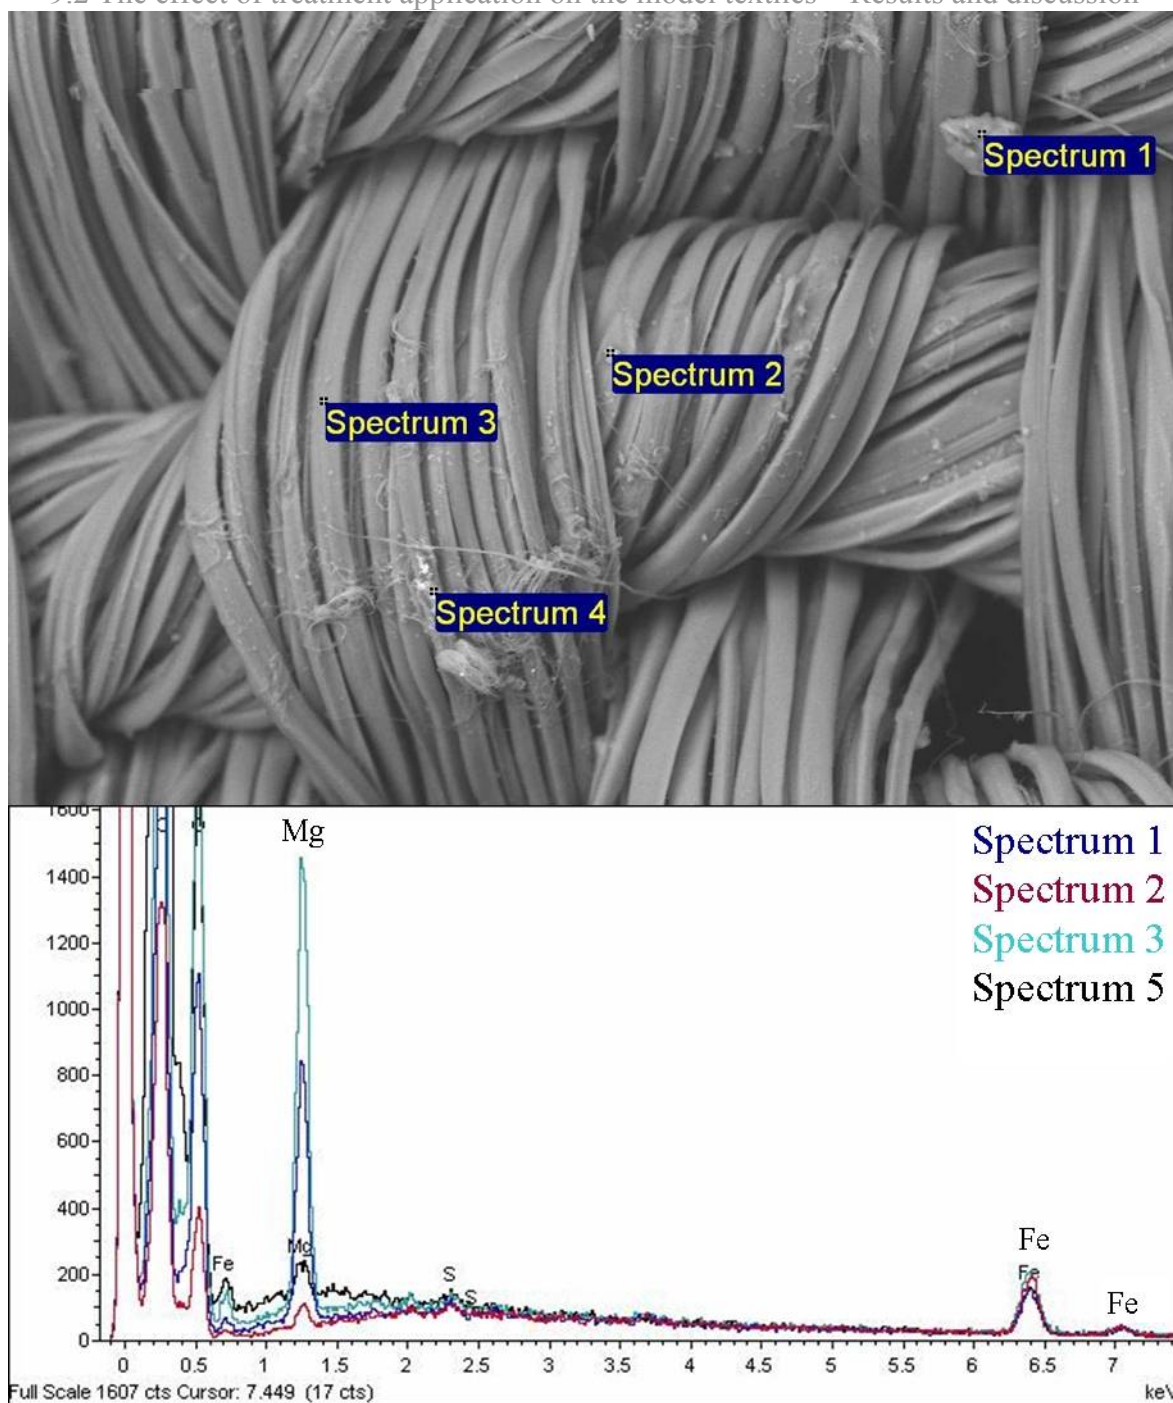 9.2 The effect of treatment application on the model textiles – Results and discussion
Spectrum 1
Spectrum 2
Spectrum 3
Spectrum 4
1600
Mg
Spectrum 1
Spectrum 2
Spectrum 3
Spectrum 5
1400
1200
1000
800
600
400
200
0
Fe
Mg
S
S
Fe
Fe
Fe
0 0.5 1 1.5 2 2.5 3 3.5 4 4.5 5 5.5 6 6.5 7
Full Scale 1607 cts Cursor: 7.449 (17 cts)
keV